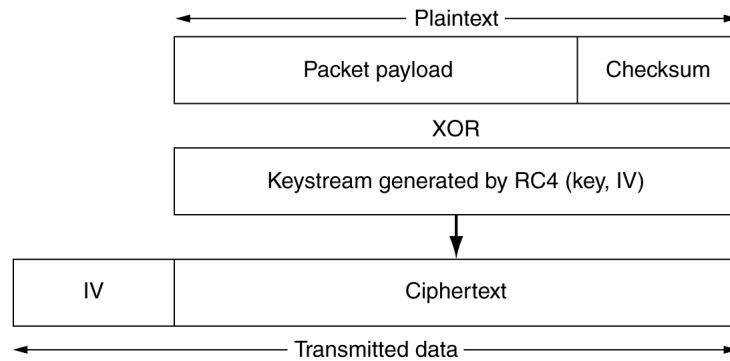 Plaintext
Packet payload Checksum
XOR
Keystream generated by RC4 (key, IV)
IV Ciphertext
Transmitted data